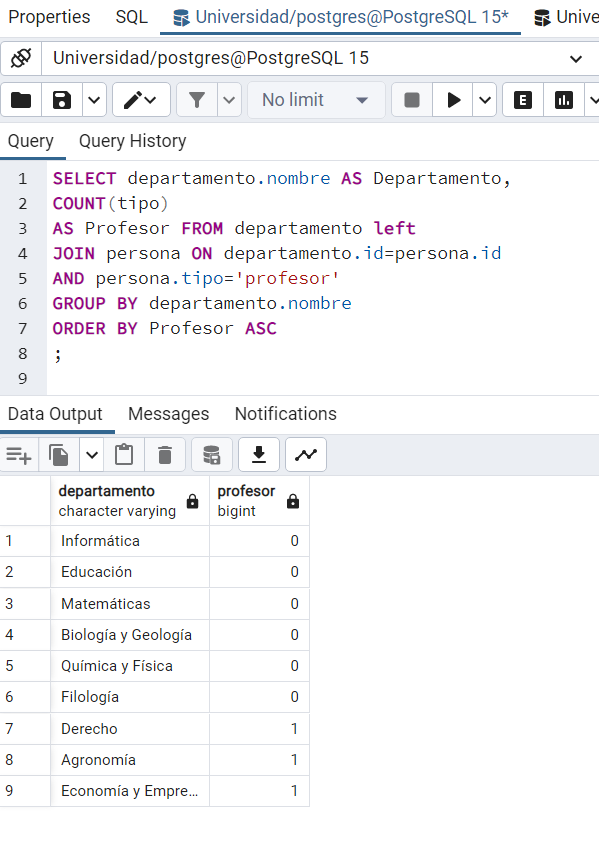 Properties SQL Universidad/postgres@PostgreSQL 15* Unive
Universidad/postgres@PostgreSQL 15
No limit E
Query Query History
1 SELECT departamento.nombre AS Departamento,
2 COUNT(tipo)
3 AS Profesor FROM departamento left
4 JOIN persona ON departamento.id=persona.id
5 AND persona.tipo='profesor'
6 GROUP BY departamento.nombre
7 ORDER BY Profesor ASC
8 ;
9
Data Output Messages Notifications
departamento profesor
character varying bigint
1 Informática 0
2 Educación 0
3 Matemáticas 0
4 Biología y Geología 0
5 Química y Física 0
6 Filología 0
7 Derecho 1
8 Agronomía 1
9 Economía y Empre... 1